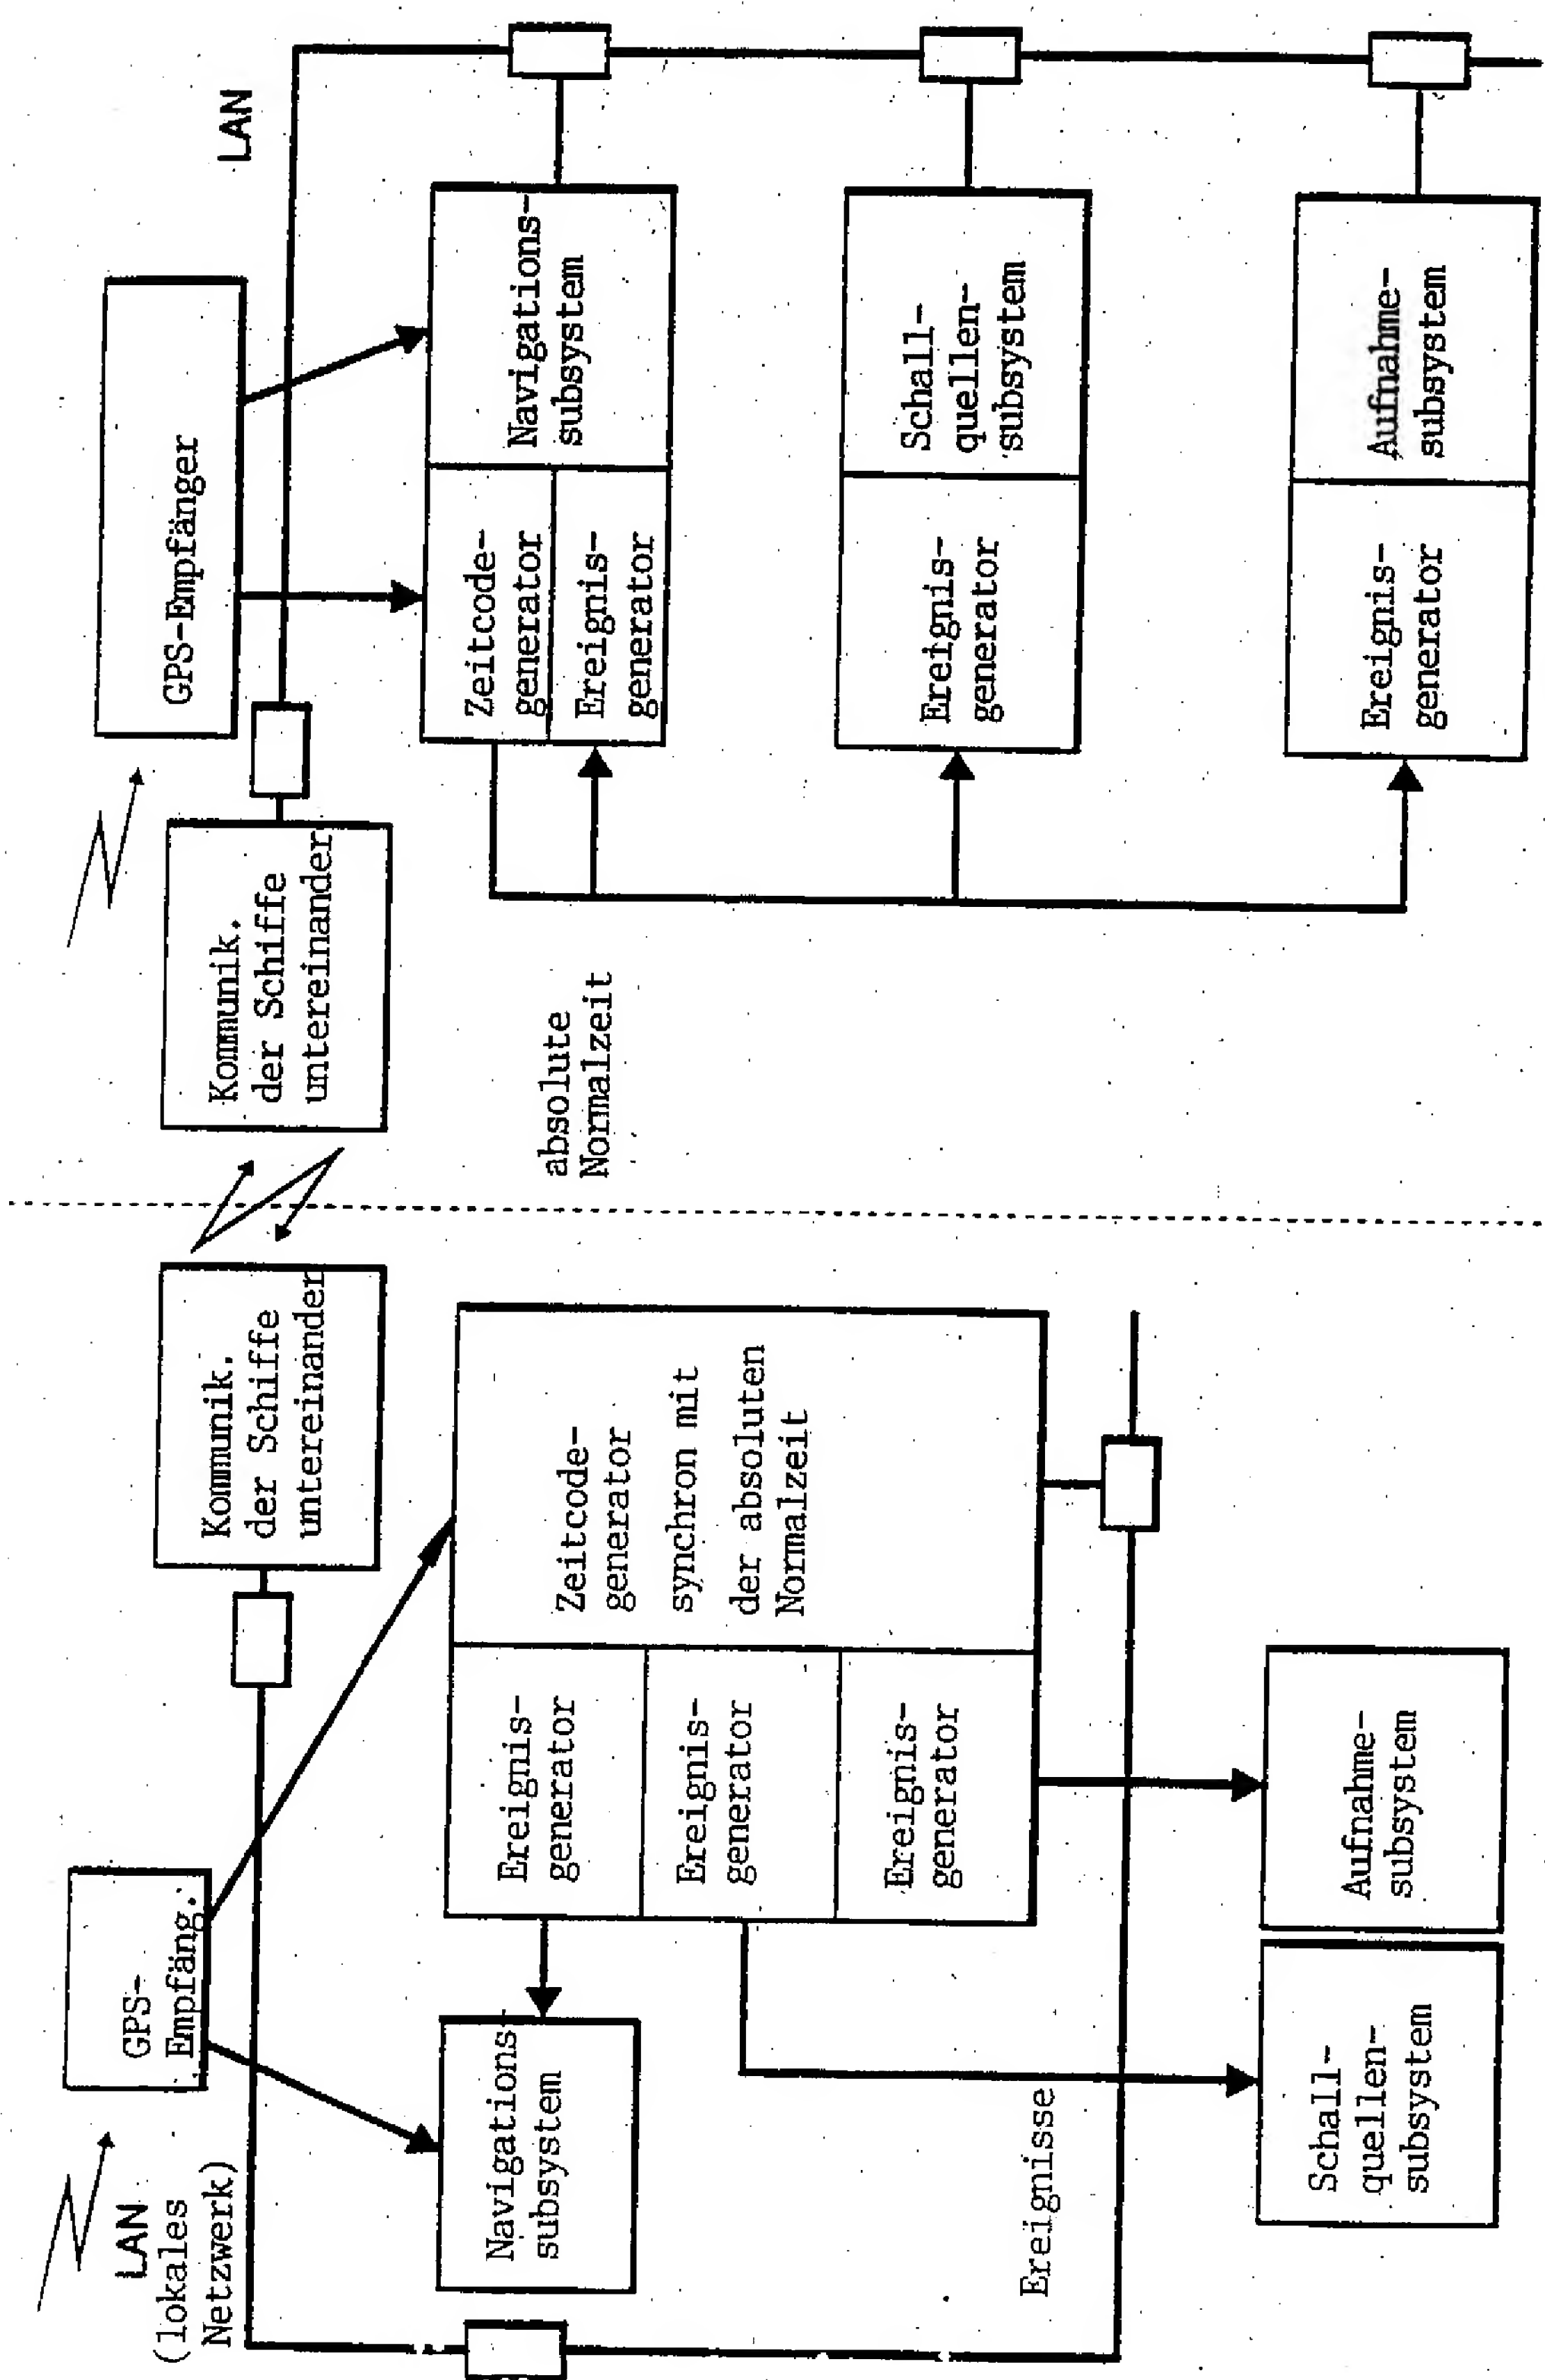 GPS-
Empfäng.
LAN
(lokales
Netzwerk)
Kommunik.
der Schiffe
untereinander
Navigations-
subsystem
Ereignis-
generator
Ereignis-
generator
Ereignis-
generator
Zeitcode-
generator
synchron mit
der absoluten
Normalzeit
Ereignisse
Schall-
quellen-
subsystem
Aufnahme-
subsystem
GPS-Empfänger
LAN
Kommunik.
der Schiffe
untereinander
absolute
Normalzeit
Zeitcode-
generator
Ereignis-
generator
Navigations-
subsystem
Ereignis-
generator
Schall-
quellen-
subsystem
Ereignis-
generator
Aufnahme-
subsystem